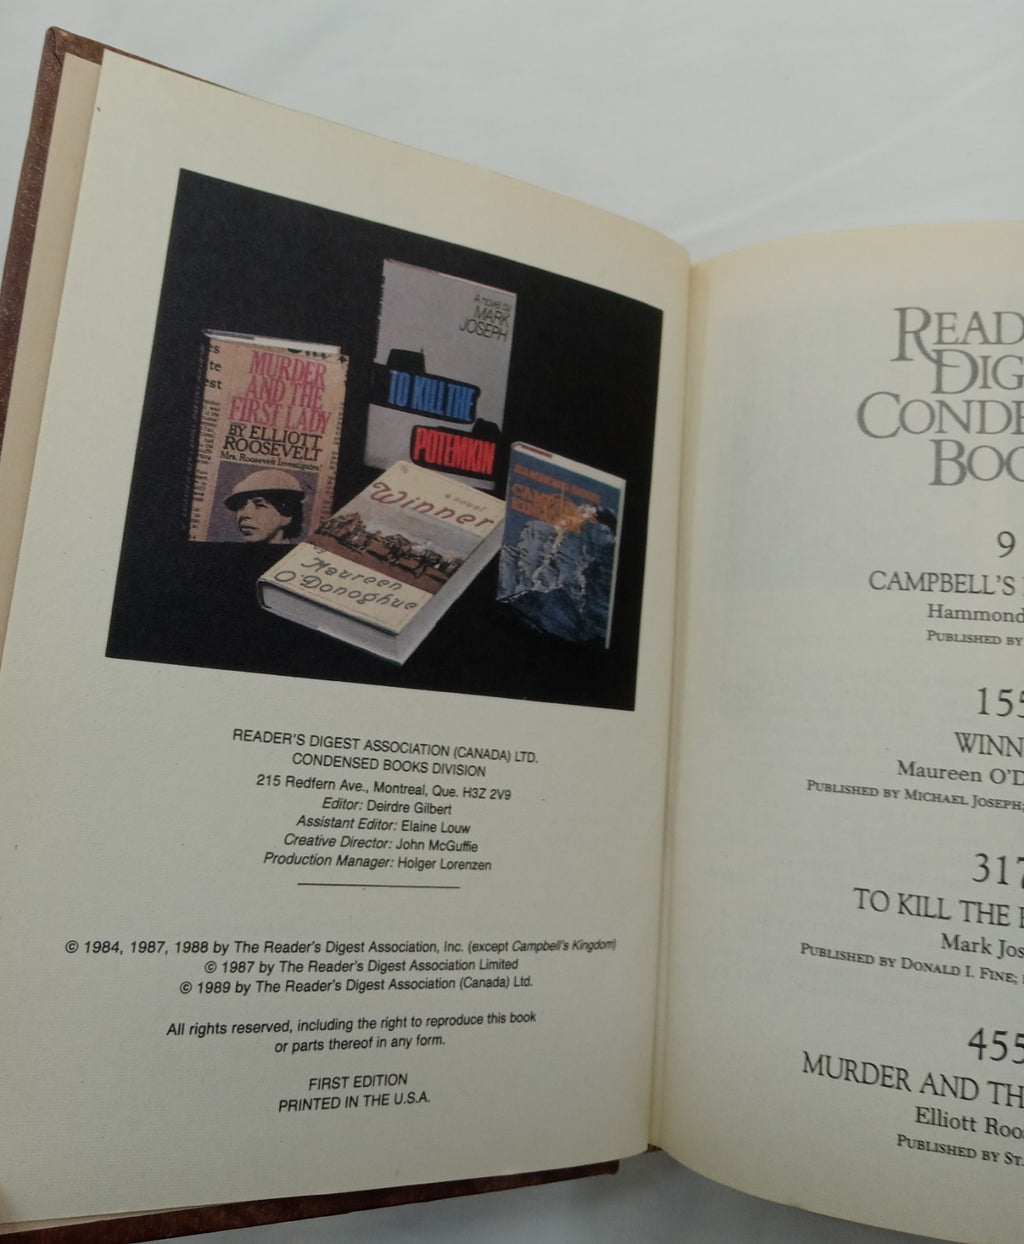 A novel by
MARK
JOSEPH
TO KILL THE
POTEMKIN
MURDER
AND THE
FIRST LADY
BY ELLIOTT
ROOSEVELT
Mrs. Roosevelt Investigates
a novel
Winner
by
Maureen
O'Donoghue
HAMMOND INNES
CAMPBELL'S
KINGDOM
READER'S DIGEST ASSOCIATION (CANADA) LTD.
CONDENSED BOOKS DIVISION
215 Redfern Ave., Montreal, Que. H3Z 2V9
Editor: Deirdre Gilbert
Assistant Editor: Elaine Louw
Creative Director: John McGuffie
Production Manager: Holger Lorenzen
© 1984, 1987, 1988 by The Reader's Digest Association, Inc. (except Campbell's Kingdom)
© 1987 by The Reader's Digest Association Limited
© 1989 by The Reader's Digest Association (Canada) Ltd.
All rights reserved, including the right to reproduce this book
or parts thereof in any form.
FIRST EDITION
PRINTED IN THE U.S.A.
READ
DIG
CONDE
BOO
9
CAMPBELL'S
Hammond
PUBLISHED BY
155
WINN
Maureen O'D
PUBLISHED BY MICHAEL JOSEPH;
317
TO KILL THE
Mark Jos
PUBLISHED BY DONALD I. FINE;
455
MURDER AND TH
Elliott Roo
PUBLISHED BY ST.